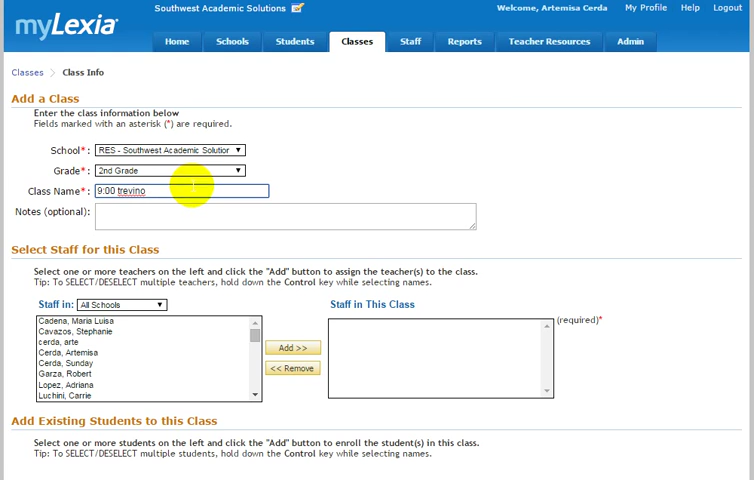 Southwest Academic Solutions
Welcome, Artemisa Cerda My Profile Help Logout
myLexia®
Home Schools Students Classes Staff Reports Teacher Resources Admin
Classes Class Info
Add a Class
Enter the class information below
Fields marked with an asterisk (*) are required.
School*: RES - Southwest Academic Solutior
Grade*: 2nd Grade
Class Name*: 9:00 trevino
Notes (optional):
Select Staff for this Class
Select one or more teachers on the left and click the "Add" button to assign the teacher(s) to the class.
Tip: To SELECT/DESELECT multiple teachers, hold down the Control key while selecting names.
Staff in: All Schools Staff in This Class
Cadena, Maria Luisa
Cavazos, Stephanie
cerda, arte
Cerda, Artemisa
Cerda, Sunday
Garza, Robert
Lopez, Adriana
Luchini, Carrie
Add >>
<< Remove
(required)*
Add Existing Students to this Class
Select one or more students on the left and click the "Add" button to enroll the student(s) in this class.
Tip: To SELECT/DESELECT multiple students, hold down the Control key while selecting names.